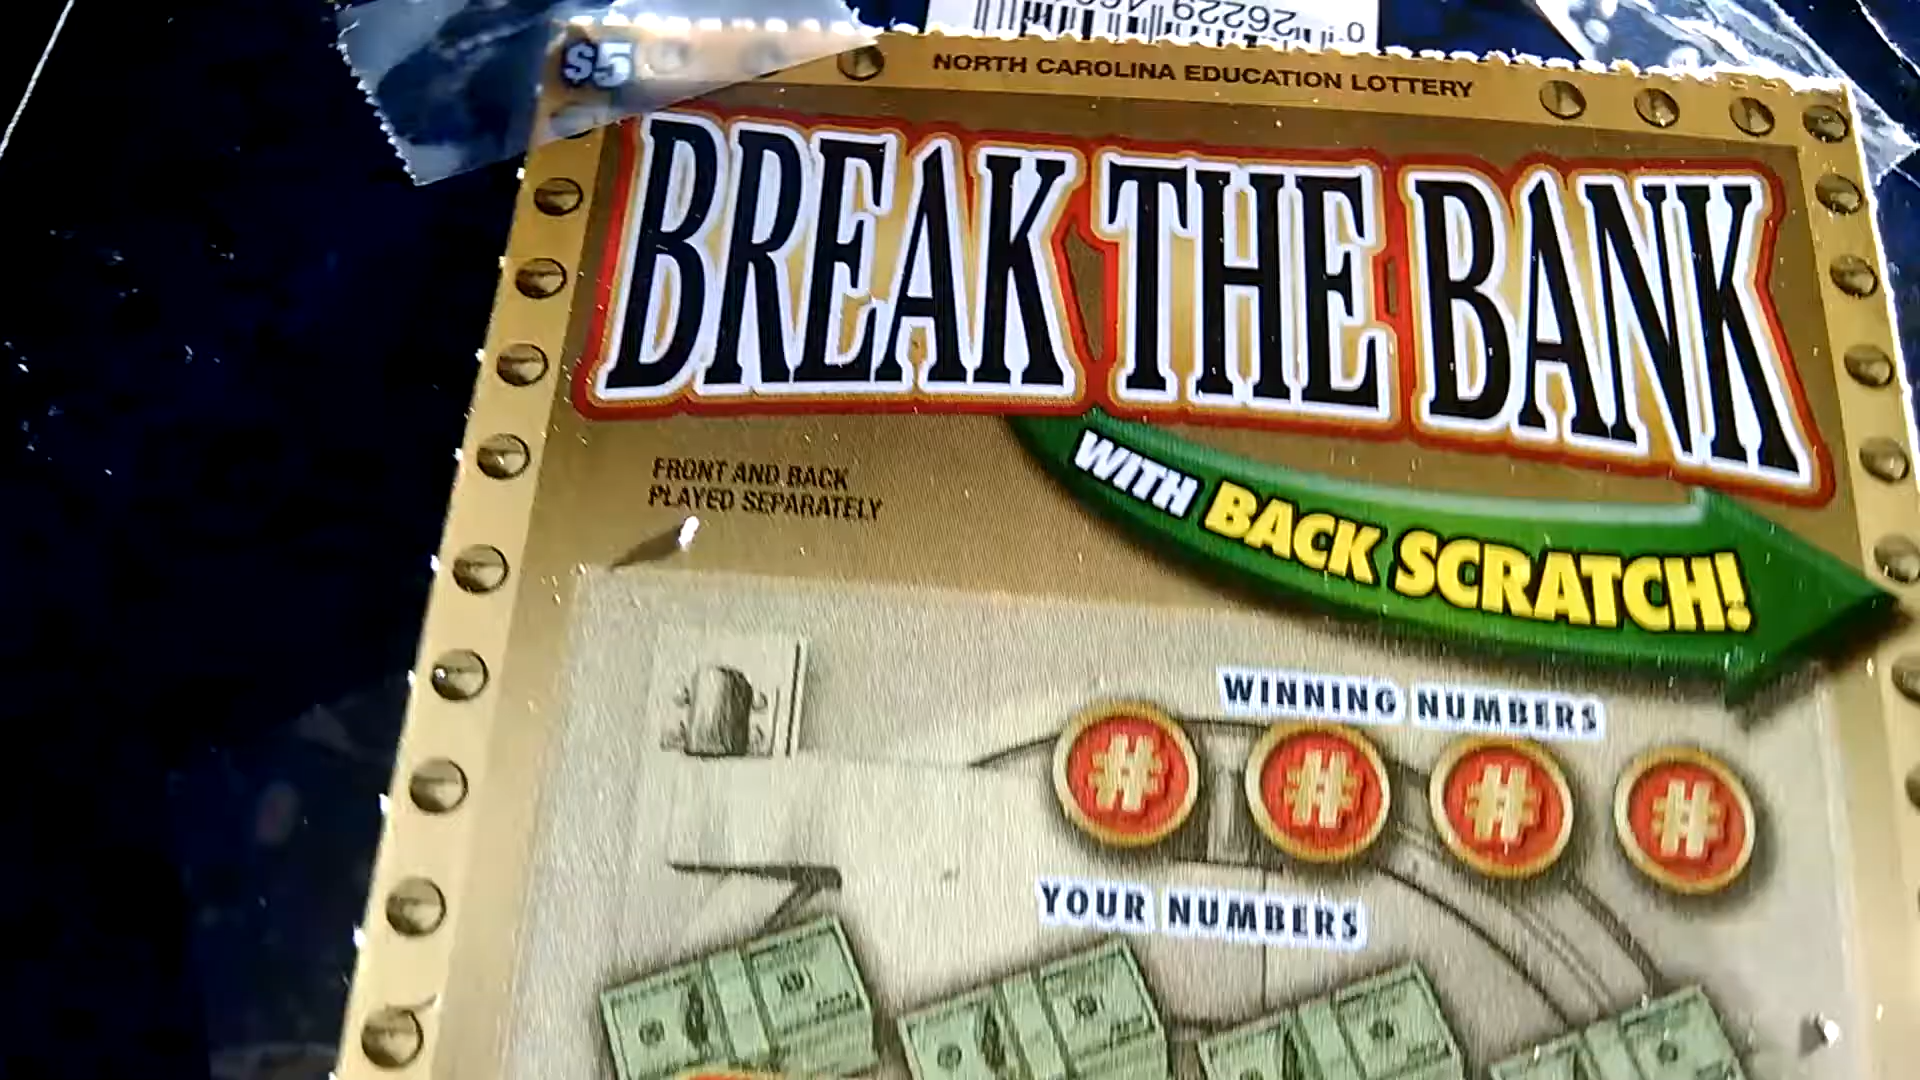 $5
NORTH CAROLINA EDUCATION LOTTERY
BREAK THE BANK
WITH BACK SCRATCH!
FRONT AND BACK
PLAYED SEPARATELY
WINNING NUMBERS
# # # #
YOUR NUMBERS